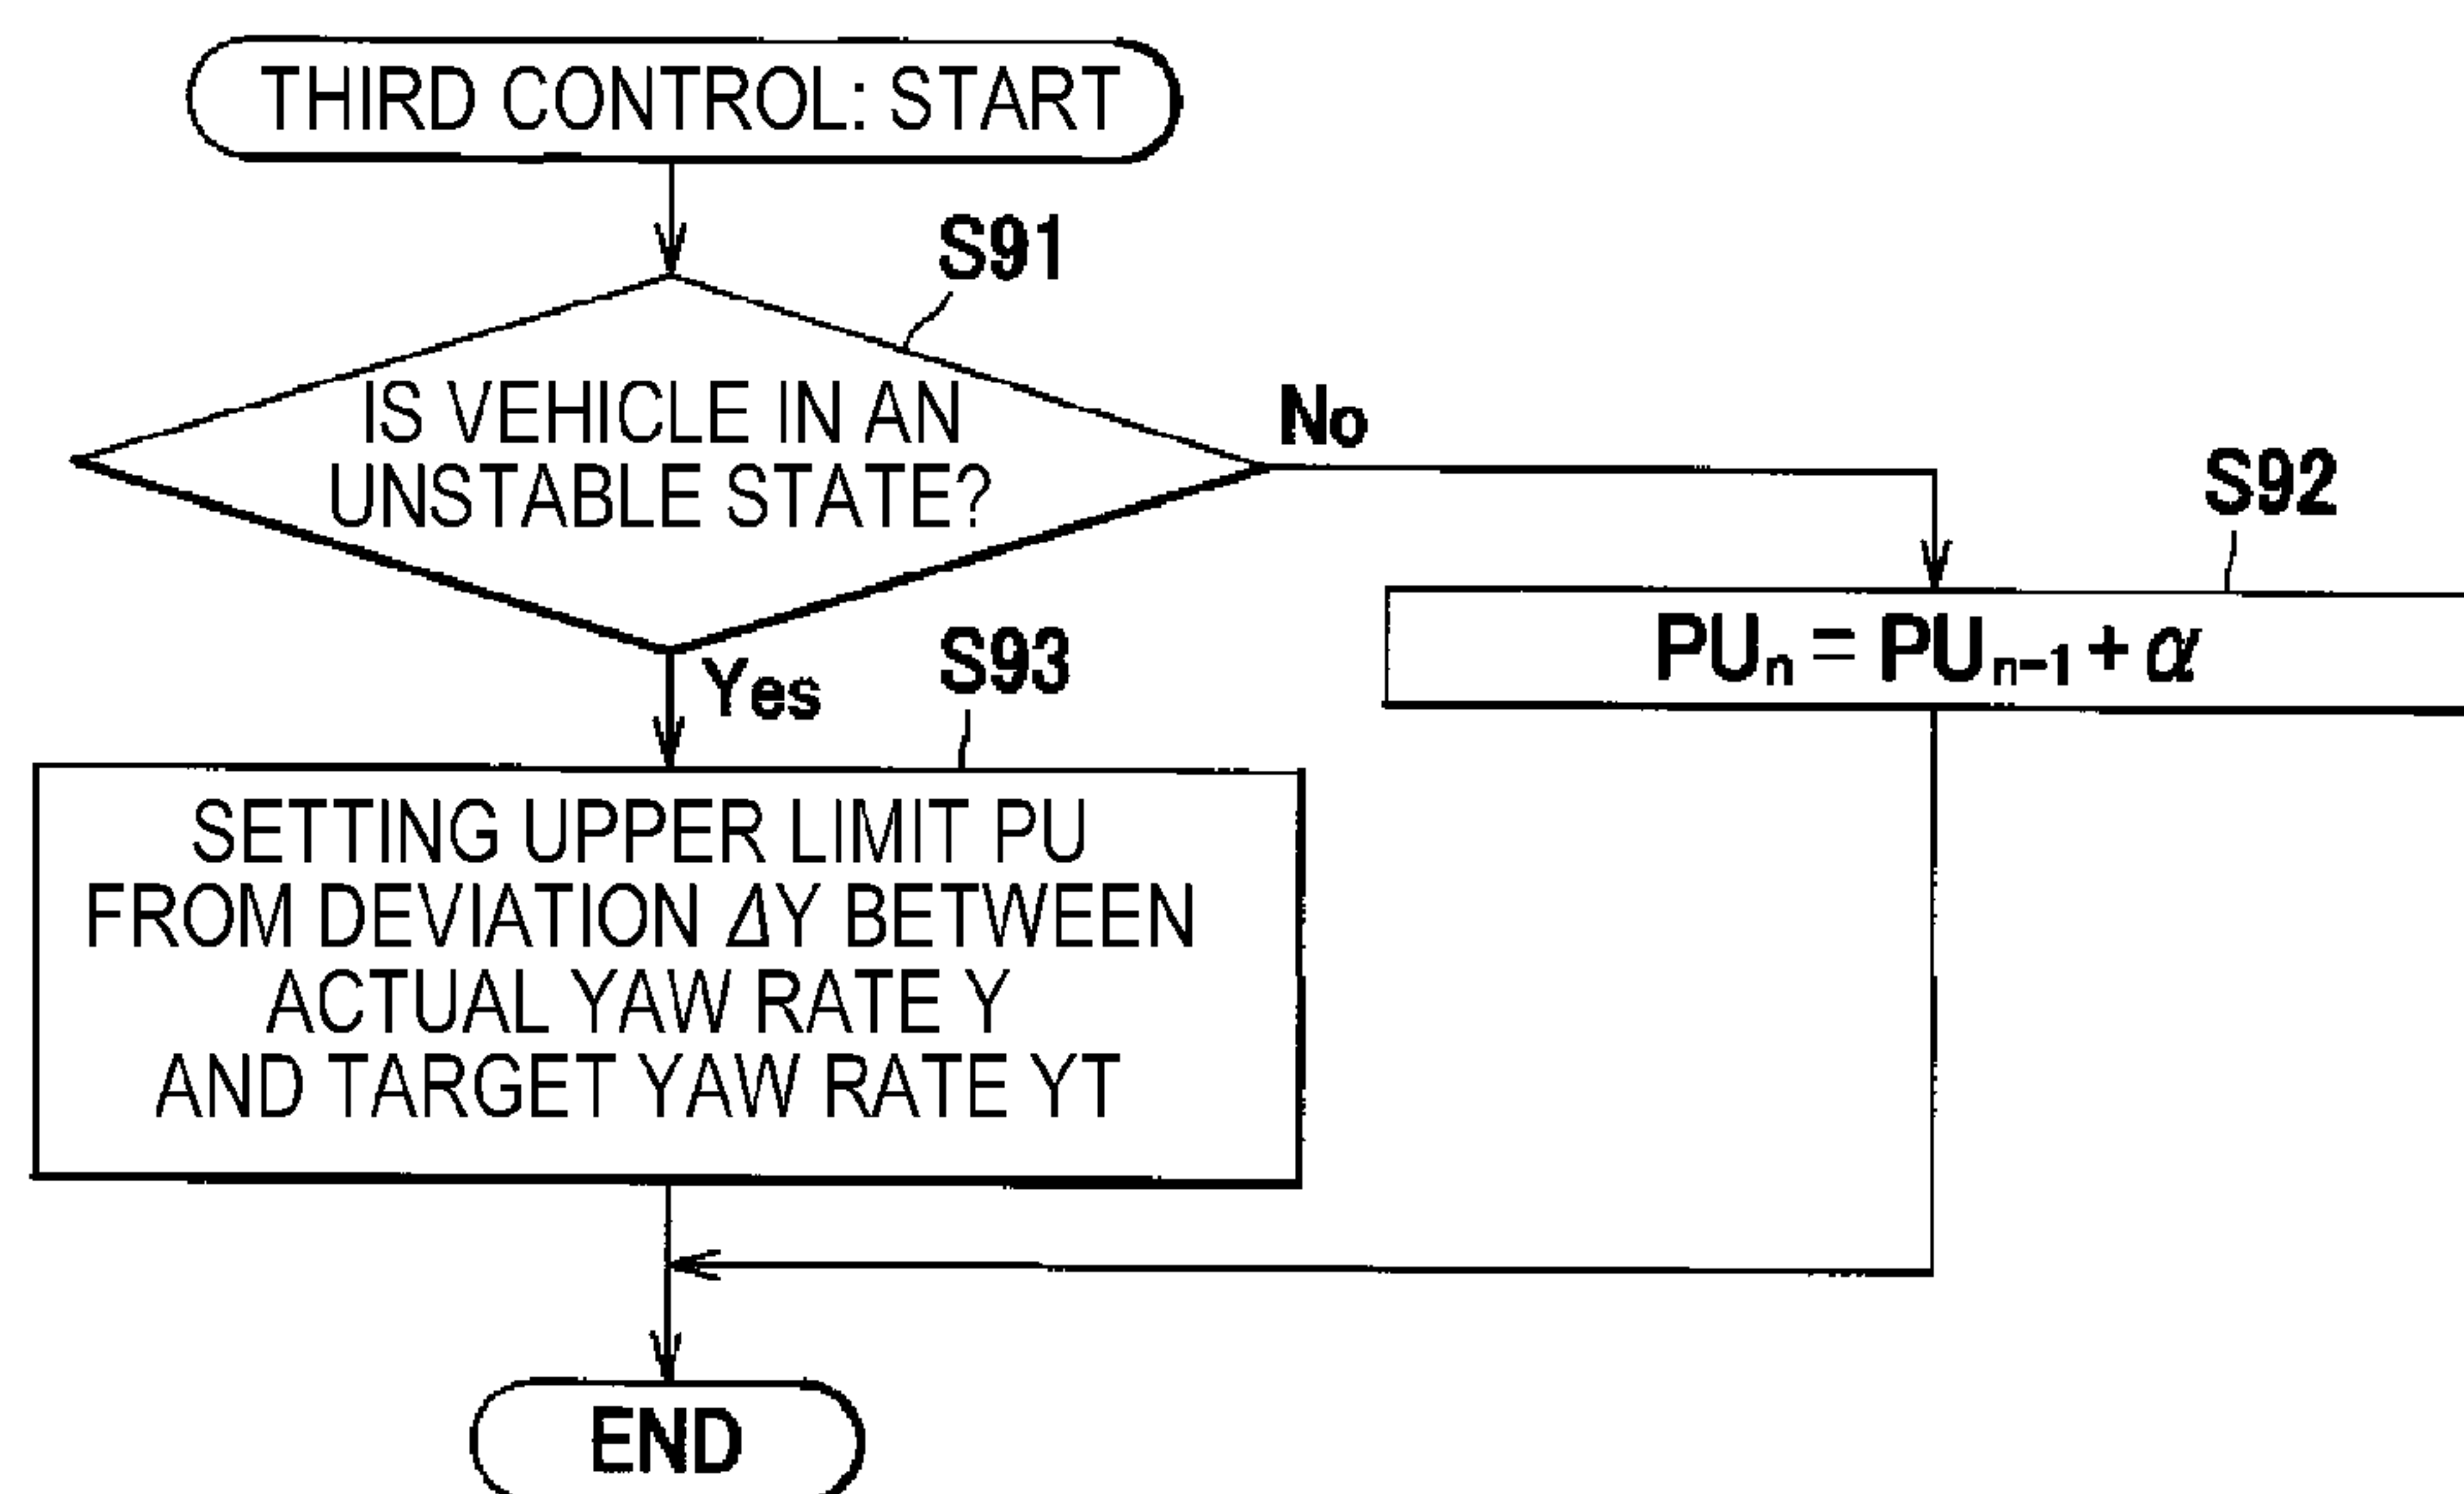 THIRD CONTROL: START
S91
IS VEHICLE IN AN
UNSTABLE STATE?
No
S92
PUn = PUn-1 + α
Yes
S93
SETTING UPPER LIMIT PU
FROM DEVIATION ΔY BETWEEN
ACTUAL YAW RATE Y
AND TARGET YAW RATE YT
END